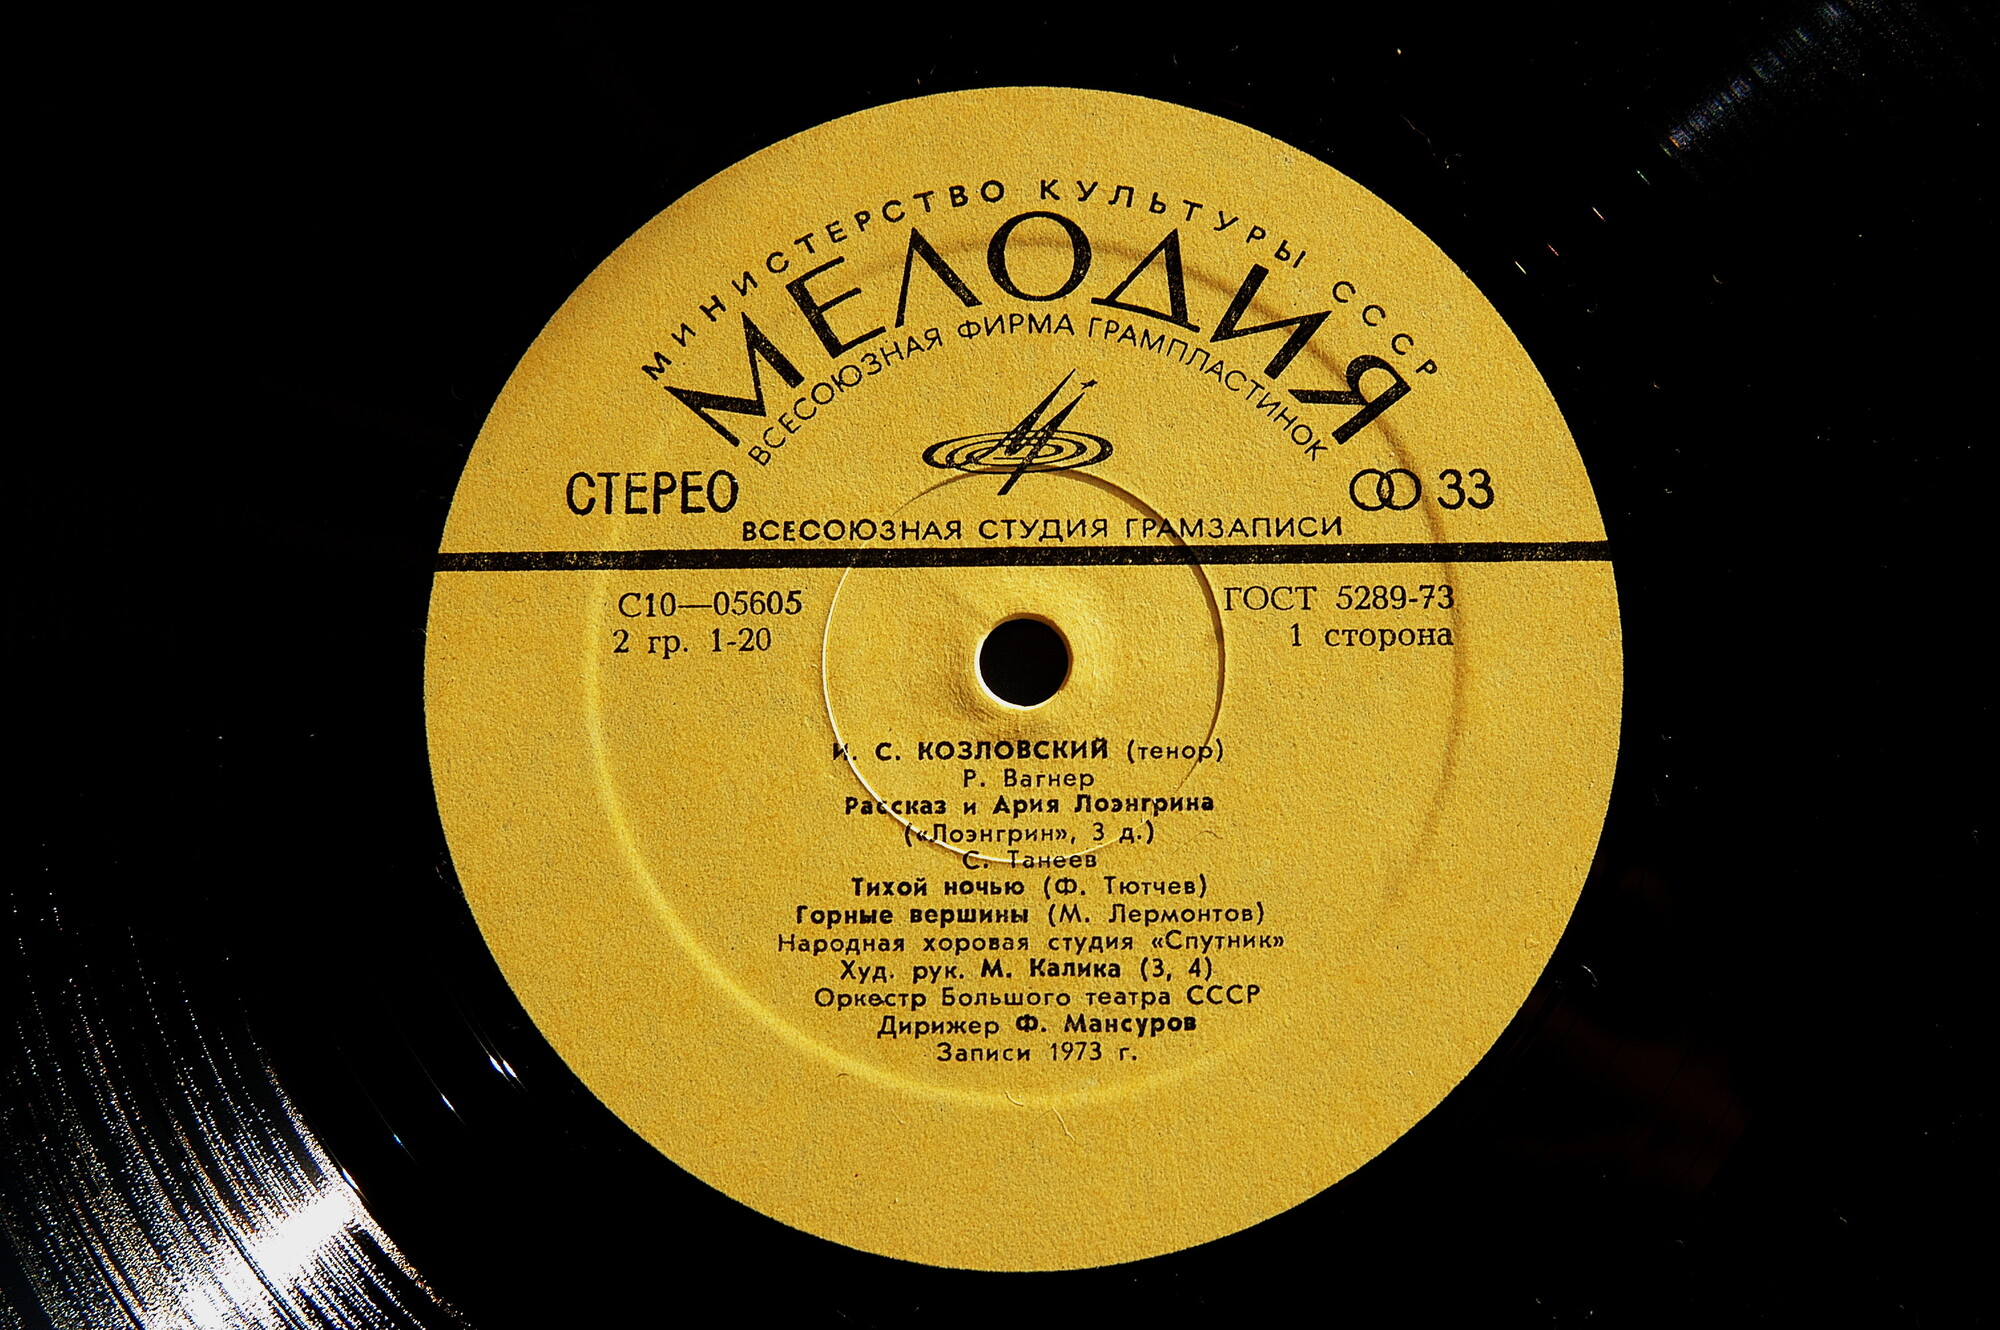 МИНИСТЕРСТВО КУЛЬТУРЫ СССР
МЕЛОДИЯ
ВСЕСОЮЗНАЯ ФИРМА ГРАМПЛАСТИНОК
СТЕРЕО
33
ВСЕСОЮЗНАЯ СТУДИЯ ГРАМЗАПИСИ
С10—05605
ГОСТ 5289-73
2 гр. 1-20
1 сторона
И. С. КОЗЛОВСКИЙ (тенор)
Р. Вагнер
Рассказ и Ария Лоэнгрина
(«Лоэнгрин», 3 д.)
С. Танеев
Тихой ночью (Ф. Тютчев)
Горные вершины (М. Лермонтов)
Народная хоровая студия «Спутник»
Худ. рук. М. Калика (3, 4)
Оркестр Большого театра СССР
Дирижер Ф. Мансуров
Записи 1973 г.